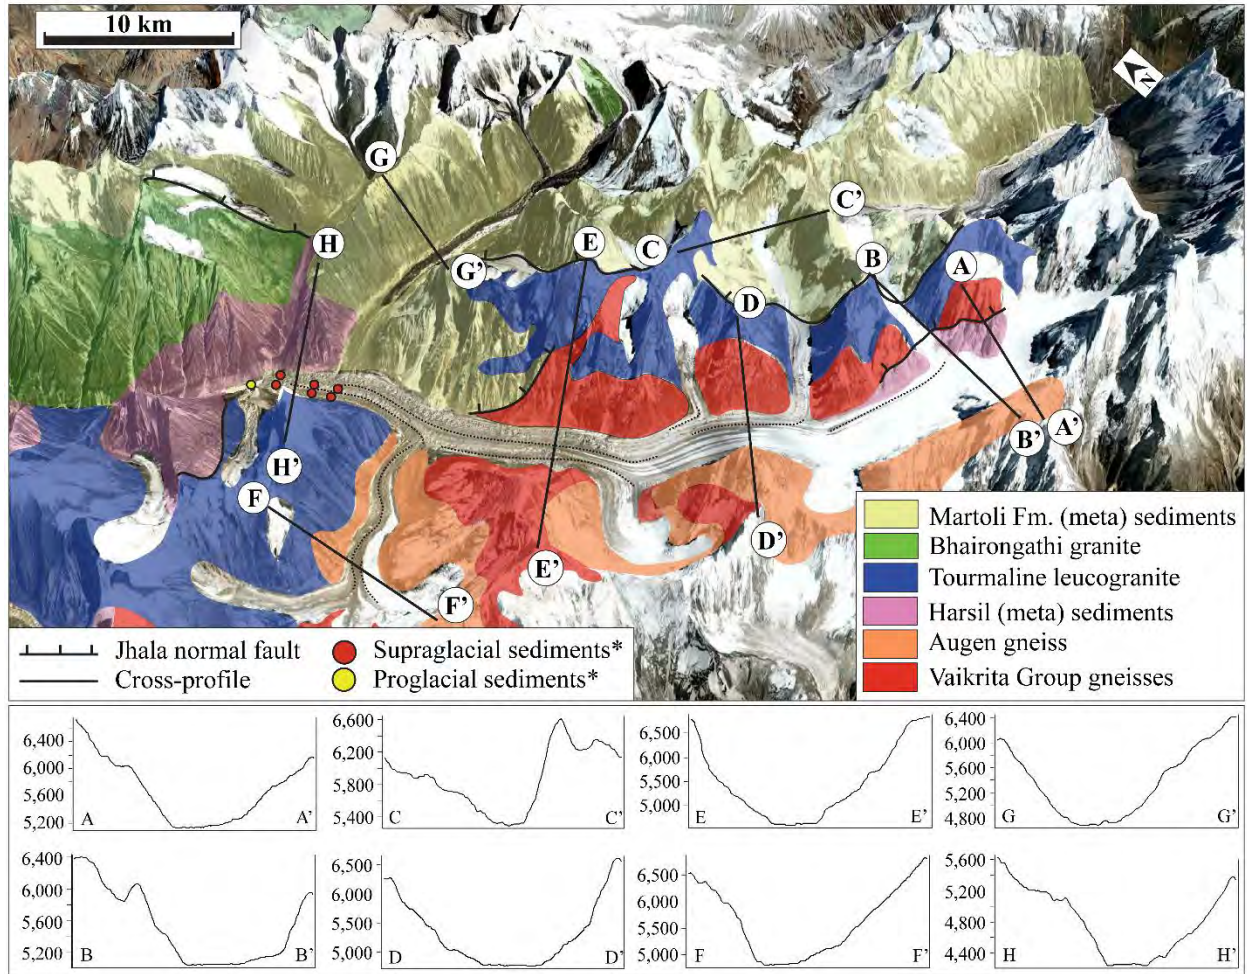 10 km
N
G
H
E
C
C'
B
A
G'
D
B'
A'
H'
F
D'
E'
F'
Martoli Fm. (meta) sediments
Bhairongathi granite
Tourmaline leucogranite
Harsil (meta) sediments
Augen gneiss
Vaikrita Group gneisses
Jhala normal fault
Supraglacial sediments*
Cross-profile
Proglacial sediments*
6,400
6,000
5,600
5,200
A
A'
6,600
6,200
5,800
5,400
C
C'
6,500
6,000
5,500
5,000
E
E'
6,400
6,000
5,600
5,200
4,800
G
G'
6,400
6,000
5,600
5,200
B
B'
6,500
6,000
5,500
5,000
D
D'
6,500
6,000
5,500
5,000
F
F'
5,600
5,200
4,800
4,400
H
H'